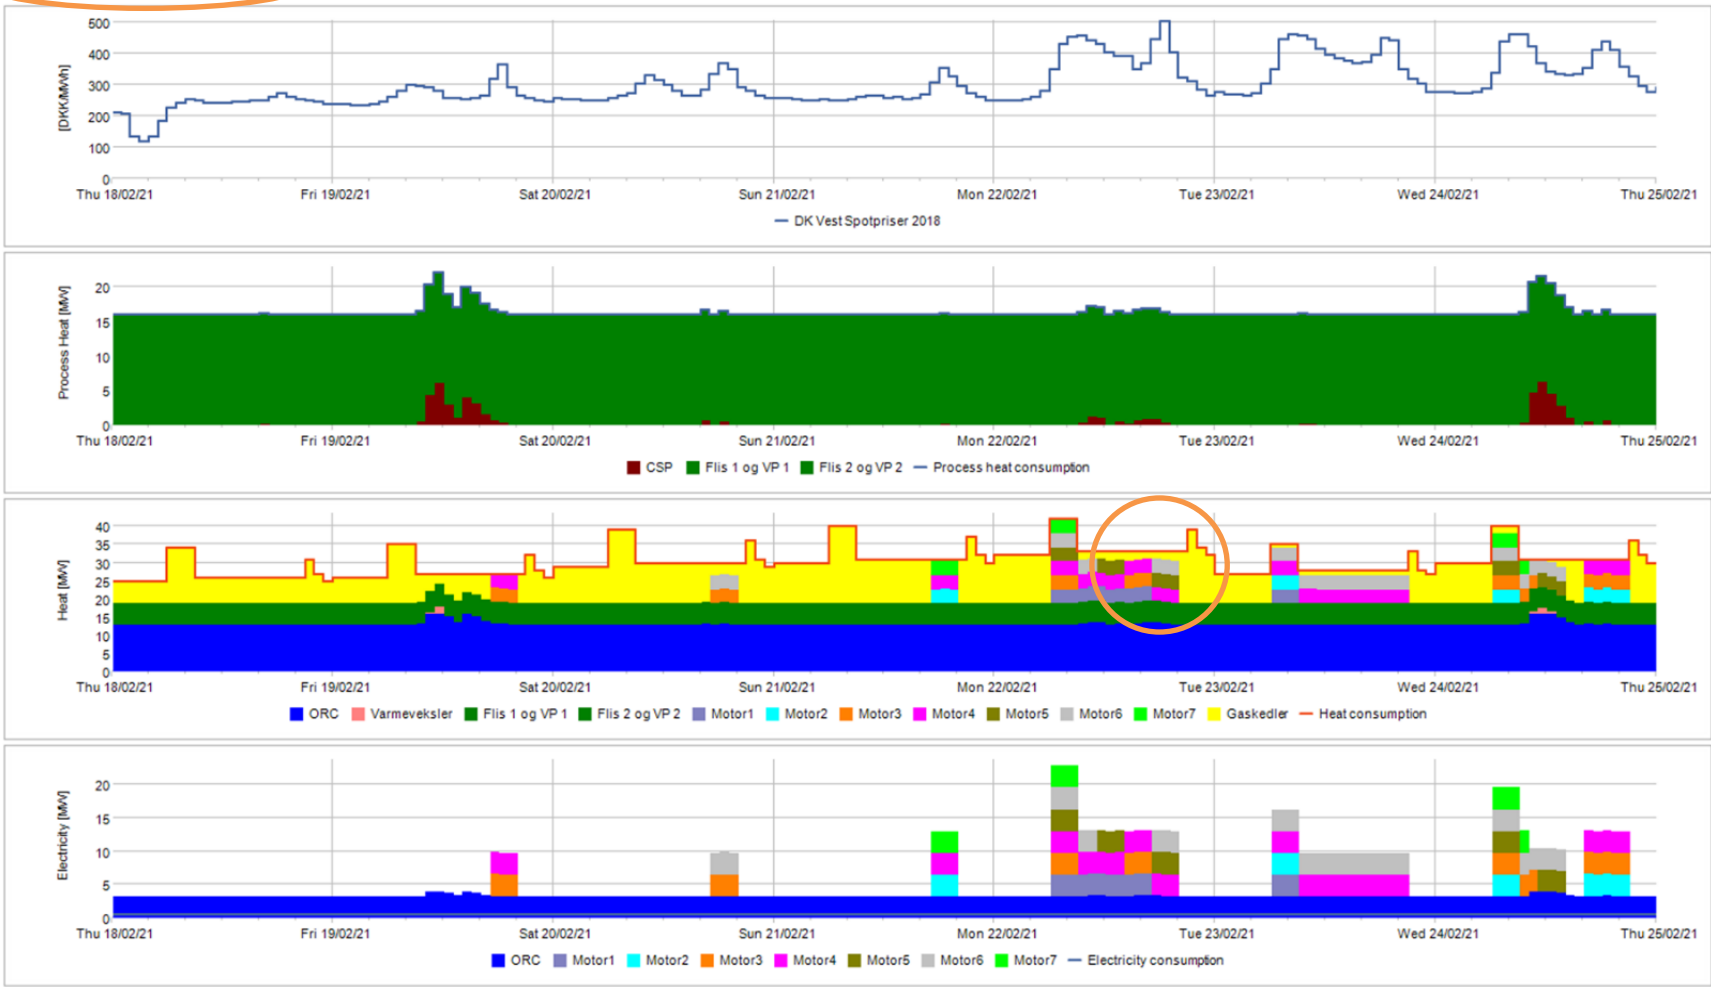 500
400
300
200
100
0
[DKK/MWh]
Thu 18/02/21 Fri 19/02/21 Sat 20/02/21 Sun 21/02/21 Mon 22/02/21 Tue 23/02/21 Wed 24/02/21 Thu 25/02/21
DK Vest Spotpriser 2018
20
15
10
5
0
Process Heat [MW]
Thu 18/02/21 Fri 19/02/21 Sat 20/02/21 Sun 21/02/21 Mon 22/02/21 Tue 23/02/21 Wed 24/02/21 Thu 25/02/21
CSP Flis 1 og VP 1 Flis 2 og VP 2 Process heat consumption
40
35
30
25
20
15
10
5
0
Heat [MW]
Thu 18/02/21 Fri 19/02/21 Sat 20/02/21 Sun 21/02/21 Mon 22/02/21 Tue 23/02/21 Wed 24/02/21 Thu 25/02/21
ORC Varmeveksler Flis 1 og VP 1 Flis 2 og VP 2 Motor1 Motor2 Motor3 Motor4 Motor5 Motor6 Motor7 Gaskedler Heat consumption
20
15
10
5
0
Electricity [MW]
Thu 18/02/21 Fri 19/02/21 Sat 20/02/21 Sun 21/02/21 Mon 22/02/21 Tue 23/02/21 Wed 24/02/21 Thu 25/02/21
ORC Motor1 Motor2 Motor3 Motor4 Motor5 Motor6 Motor7 Electricity consumption